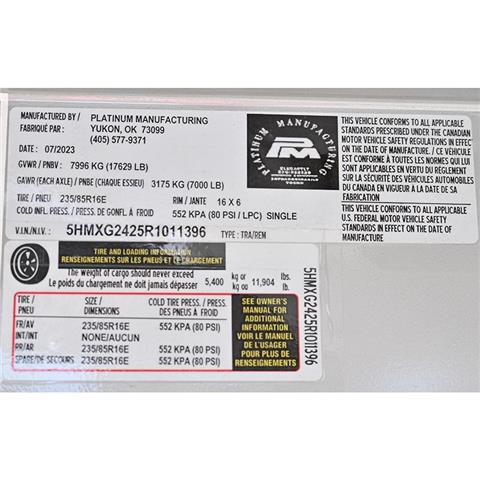 MANUFACTURED BY / PLATINUM MANUFACTURING
FABRIQUÉ PAR : YUKON, OK 73099
(405) 577-9371
DATE : 07/2023
GVWR / PNBV : 7996 KG (17629 LB)
GAWR (EACH AXLE) / PNBE (CHAQUE ESSIEU) 3175 KG (7000 LB)
TIRE / PNEU 235/85R16E RIM / JANTE 16 X 6
COLD INFL. PRESS. / PRESS. DE GONFL. À FROID 552 KPA (80 PSI / LPC) SINGLE
V.I.N./N.I.V.: 5HMXG2425R1011396 TYPE : TRA/REM
PLATINUM MANUFACTURING
PM
THIS VEHICLE CONFORMS TO ALL APPLICABLE
STANDARDS PRESCRIBED UNDER THE CANADIAN
MOTOR VEHICLE SAFETY REGULATIONS IN EFFECT
ON THE DATE OF MANUFACTURE / CE VÉHICULE
EST CONFORME À TOUTES LES NORMES QUI LUI
SONT APPLICABLES EN VERTU DU RÈGLEMENT
SUR LA SÉCURITÉ DES VÉHICULES AUTOMOBILES
DU CANADA EN VIGUEUR À LA DATE DE SA
FABRICATION
THIS VEHICLE CONFORMS TO ALL APPLICABLE
U.S. FEDERAL MOTOR VEHICLE SAFETY STANDARDS
IN EFFECT ON THE DATE OF MANUFACTURE.
TIRE AND LOADING INFORMATION
RENSEIGNEMENTS SUR LES PNEUS ET LE CHARGEMENT
The weight of cargo should never exceed
Le poids du chargement ne doit jamais dépasser
5,400 kg or kg ou 11,904 lbs. lb.
TIRE / PNEU SIZE / DIMENSIONS COLD TIRE PRESS. / PRESS. DES PNEUS À FROID
FR/AV 235/85R16E 552 KPA (80 PSI)
INT/INT NONE/AUCUN
RR/AR 235/85R16E 552 KPA (80 PSI)
SPARE/DE SECOURS 235/85R16E 552 KPA (80 PSI)
SEE OWNER'S
MANUAL FOR
ADDITIONAL
INFORMATION
VOIR LE MANUEL
DE L'USAGER
POUR PLUS DE
RENSEIGNEMENTS
5HMXG2425R1011396